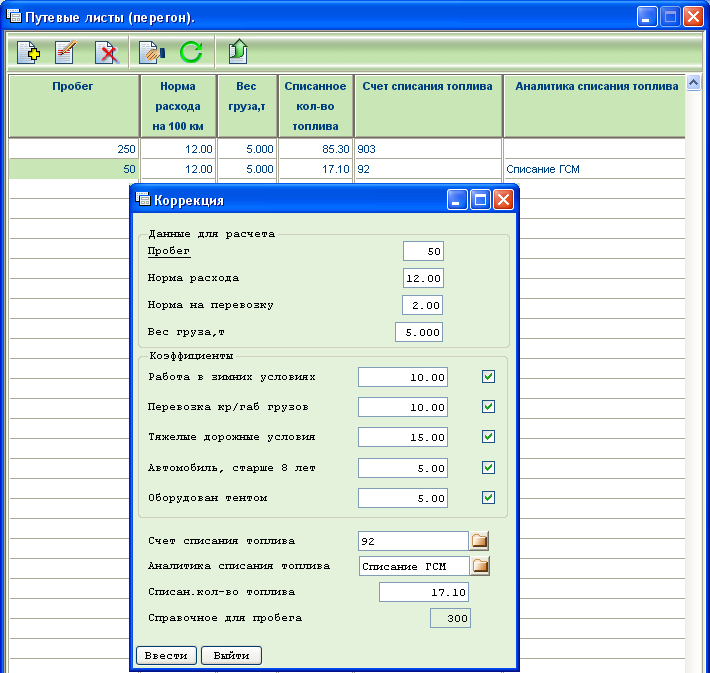 Путевые листы (перегон).
Пробег
Норма расхода на 100 км
Вес груза,т
Списанное кол-во топлива
Счет списания топлива
Аналитика списания топлива
250 12.00 5.000 85.30 903
50 12.00 5.000 17.10 92 Списание ГСМ
Коррекция
Данные для расчета
Пробег 50
Норма расхода 12.00
Норма на перевозку 2.00
Вес груза,т 5.000
Коэффициенты
Работа в зимних условиях 10.00
Перевозка кр/габ грузов 10.00
Тяжелые дорожные условия 15.00
Автомобиль, старше 8 лет 5.00
Оборудован тентом 5.00
Счет списания топлива 92
Аналитика списания топлива Списание ГСМ
Списан.кол-во топлива 17.10
Справочное для пробега 300
Ввести Выйти